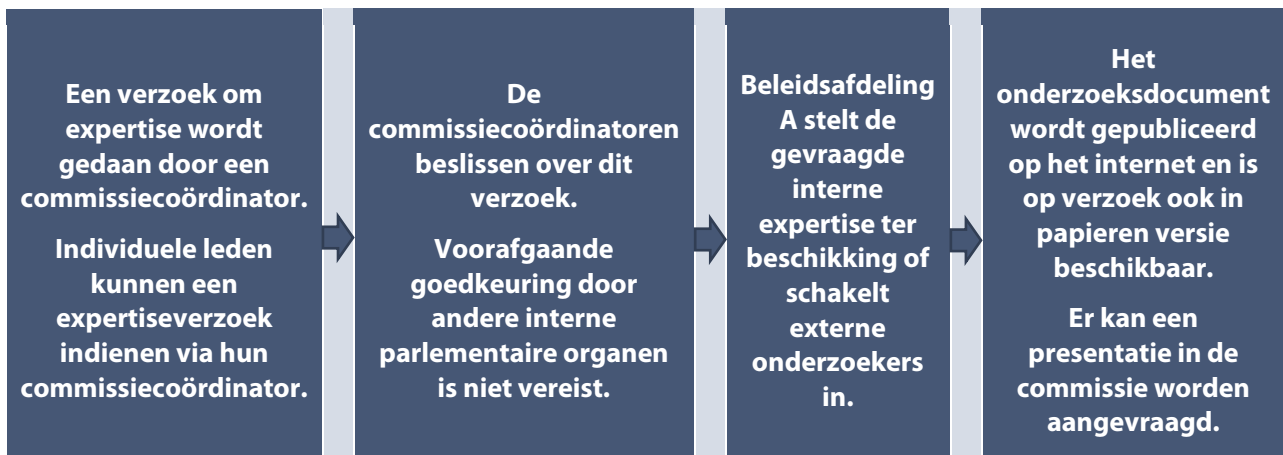 Een verzoek om
expertise wordt
gedaan door een
commissiecoördinator.
Individuele leden
kunnen een
expertiseverzoek
indienen via hun
commissiecoördinator.
De
commissiecoördinatoren
beslissen over dit
verzoek.
Voorafgaande
goedkeuring door
andere interne
parlementaire organen
is niet vereist.
Beleidsafdeling
A stelt de
gevraagde
interne
expertise ter
beschikking of
schakelt
externe
onderzoekers
in.
Het
onderzoeksdocument
wordt gepubliceerd
op het internet en is
op verzoek ook in
papieren versie
beschikbaar.
Er kan een
presentatie in de
commissie worden
aangevraagd.